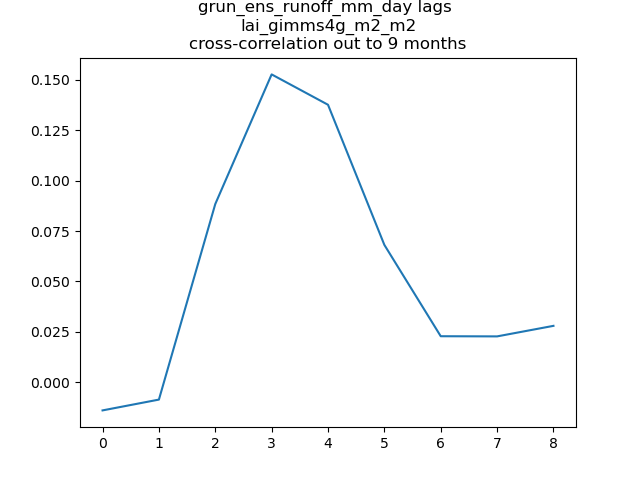 grun_ens_runoff_mm_day lags
lai_gimms4g_m2_m2
cross-correlation out to 9 months
0.150
0.125
0.100
0.075
0.050
0.025
0.000
0 1 2 3 4 5 6 7 8